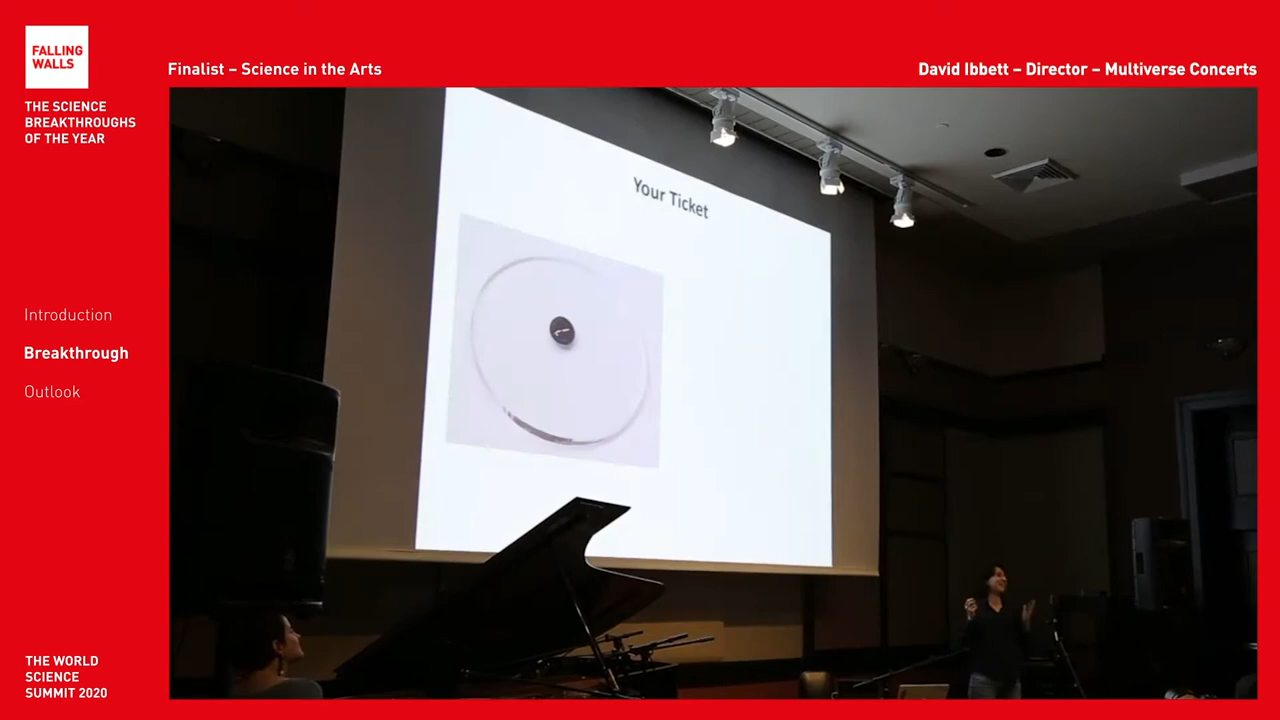 FALLING
WALLS
THE SCIENCE
BREAKTHROUGHS
OF THE YEAR
Finalist – Science in the Arts
David Ibbett – Director – Multiverse Concerts
Your Ticket
Introduction
Breakthrough
Outlook
THE WORLD
SCIENCE
SUMMIT 2020